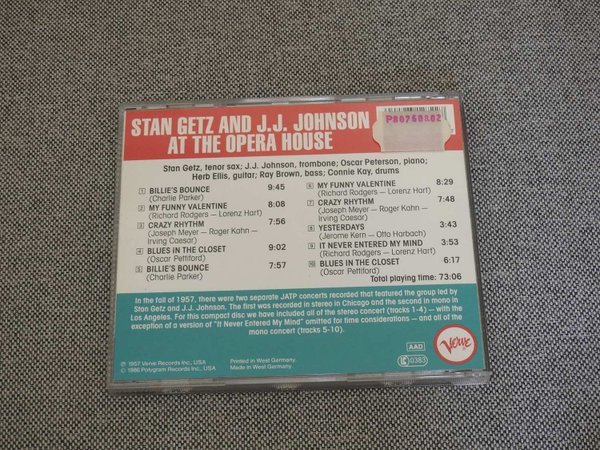 STAN GETZ AND J.J. JOHNSON
AT THE OPERA HOUSE
P80760802
Stan Getz, tenor sax; J.J. Johnson, trombone; Oscar Peterson, piano;
Herb Ellis, guitar; Ray Brown, bass; Connie Kay, drums
1 BILLIE'S BOUNCE 9:45
(Charlie Parker)
2 MY FUNNY VALENTINE 8:08
(Richard Rodgers — Lorenz Hart)
3 CRAZY RHYTHM 7:56
(Joseph Meyer — Roger Kahn —
Irving Caesar)
4 BLUES IN THE CLOSET 9:02
(Oscar Pettiford)
5 BILLIE'S BOUNCE 7:57
(Charlie Parker)
6 MY FUNNY VALENTINE 8:29
(Richard Rodgers — Lorenz Hart)
7 CRAZY RHYTHM 7:48
(Joseph Meyer — Roger Kahn —
Irving Caesar)
8 YESTERDAYS 3:43
(Jerome Kern — Otto Harbach)
9 IT NEVER ENTERED MY MIND 3:53
(Richard Rodgers — Lorenz Hart)
10 BLUES IN THE CLOSET 6:17
(Oscar Pettiford)
Total playing time: 73:06
In the fall of 1957, there were two separate JATP concerts recorded that featured the group led by
Stan Getz and J.J. Johnson. The first was recorded in stereo in Chicago and the second in mono in
Los Angeles. For this compact disc we have included all of the stereo concert (tracks 1-4) — with the
exception of a version of "It Never Entered My Mind" omitted for time considerations — and all of the
mono concert (tracks 5-10).
℗ 1957 Verve Records Inc., USA
© 1986 Polygram Records Inc., USA
Printed in West Germany.
Made in West Germany.
AAD
LC 0383
Verve